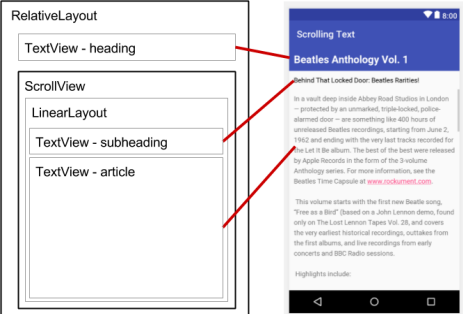 RelativeLayout
TextView - heading
ScrollView
LinearLayout
TextView - subheading
TextView - article
8:00
Scrolling Text
Beatles Anthology Vol. 1
Behind That Locked Door: Beatles Rarities!
In a vault deep inside Abbey Road Studios in London
— protected by an unmarked, triple-locked, police-
alarmed door — are something like 400 hours of
unreleased Beatles recordings, starting from June 2,
1962 and ending with the very last tracks recorded for
the Let It Be album. The best of the best were released
by Apple Records in the form of the 3-volume
Anthology series. For more information, see the
Beatles Time Capsule at www.rockument.com.
This volume starts with the first new Beatle song,
"Free as a Bird" (based on a John Lennon demo, found
only on The Lost Lennon Tapes Vol. 28, and covers
the very earliest historical recordings, outtakes from
the first albums, and live recordings from early
concerts and BBC Radio sessions.
Highlights include: